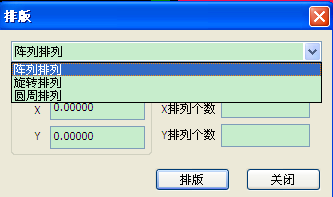 排版
阵列排列
阵列排列
旋转排列
圆周排列
X 0.00000 X排列个数
Y 0.00000 Y排列个数
排版 关闭